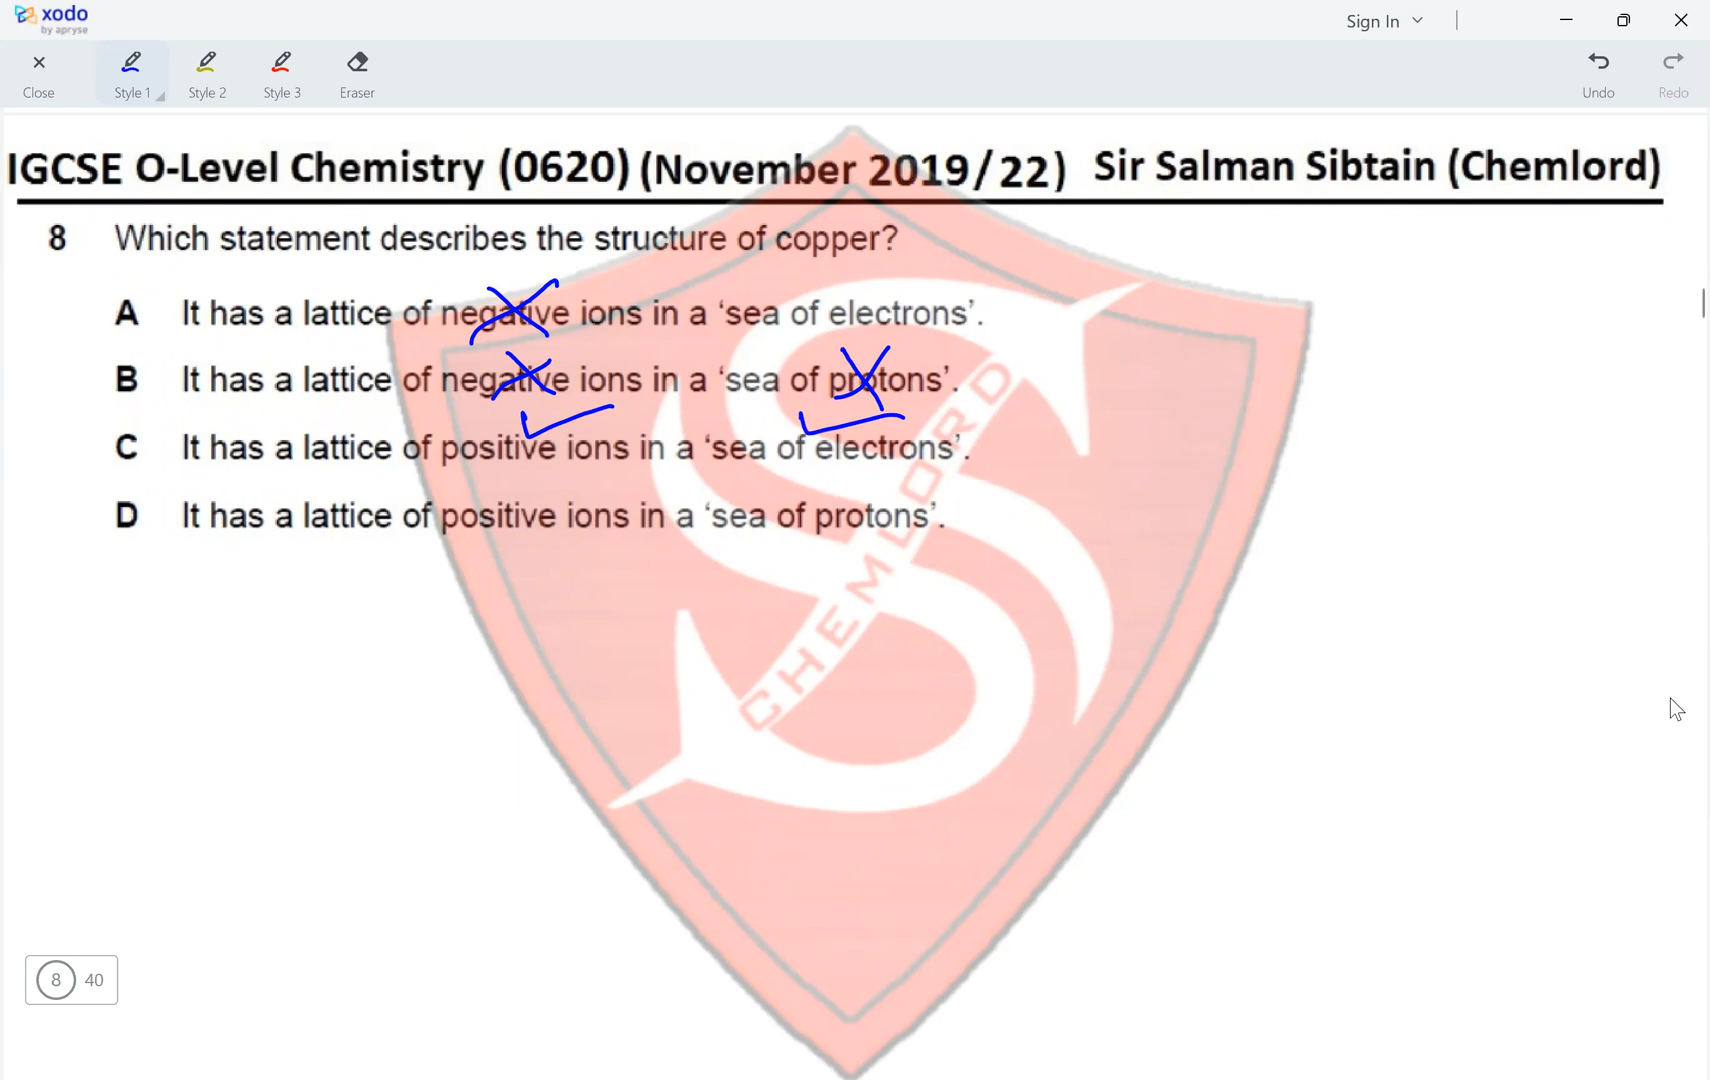 xodo
by apryse
Sign In
Close
Style 1
Style 2
Style 3
Eraser
Undo
Redo
IGCSE O-Level Chemistry (0620) (November 2019/22) Sir Salman Sibtain (Chemlord)
8 Which statement describes the structure of copper?
A It has a lattice of negative ions in a ‘sea of electrons’.
B It has a lattice of negative ions in a ‘sea of protons’.
C It has a lattice of positive ions in a ‘sea of electrons’.
D It has a lattice of positive ions in a ‘sea of protons’.
CHEMLORD
8 40